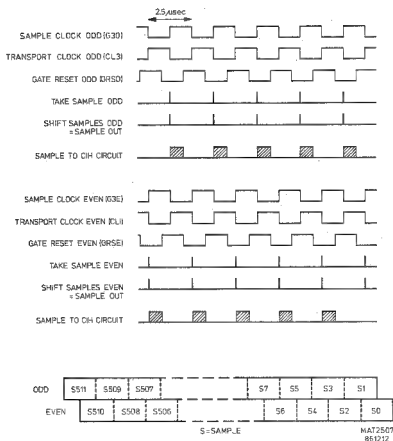 2.5µsec
SAMPLE CLOCK ODD (G3O)
TRANSPORT CLOCK ODD (CL3)
GATE RESET ODD (RSO)
TAKE SAMPLE ODD
SHIFT SAMPLES ODD
=SAMPLE OUT
SAMPLE TO CIH CIRCUIT
SAMPLE CLOCK EVEN (G3E)
TRANSPORT CLOCK EVEN (CL1)
GATE RESET EVEN (GRSE)
TAKE SAMPLE EVEN
SHIFT SAMPLES EVEN
=SAMPLE OUT
SAMPLE TO CIH CIRCUIT
ODD S511 S509 S507 S7 S5 S3 S1
EVEN S510 S508 S506 S6 S4 S2 S0
S=SAMPLE
MAT2507
861212